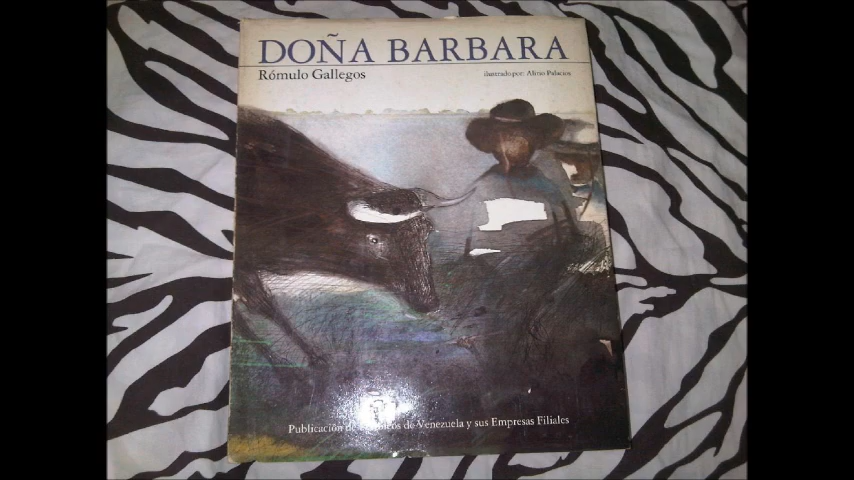 DOÑA BARBARA
Rómulo Gallegos
ilustrado por: Alirio Palacios
Publicación de de Venezuela y sus Empresas Filiales